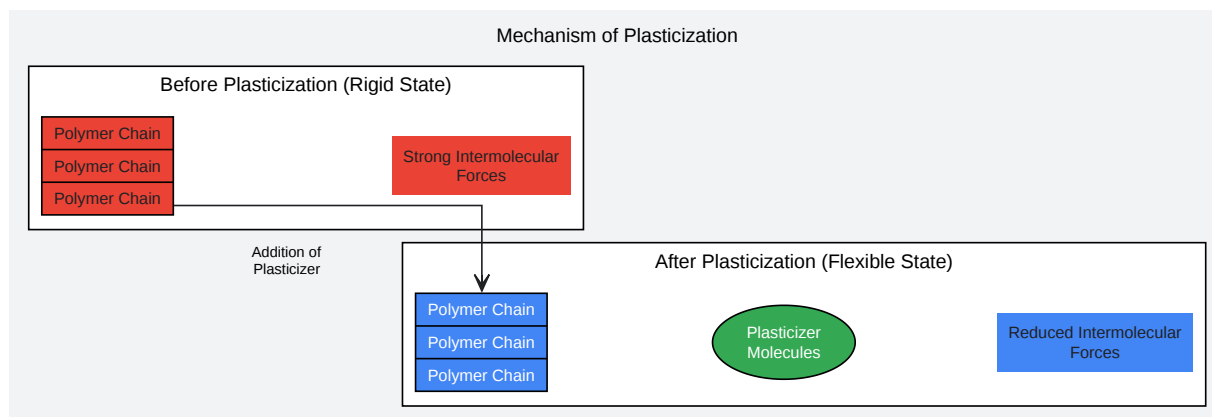 Mechanism of Plasticization
Before Plasticization (Rigid State)
Polymer Chain
Polymer Chain
Polymer Chain
Strong Intermolecular
Forces
Addition of
Plasticizer
After Plasticization (Flexible State)
Polymer Chain
Polymer Chain
Polymer Chain
Plasticizer
Molecules
Reduced Intermolecular
Forces